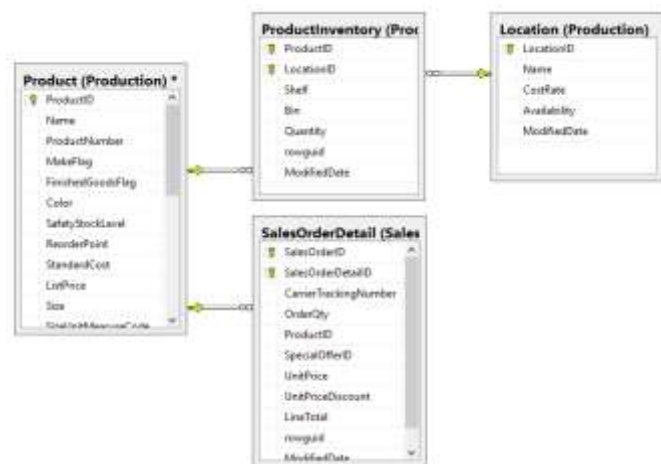 Product (Production) *
ProductID
Name
ProductNumber
MakeFlag
FinishedGoodsFlag
Color
SafetyStockLevel
ReorderPoint
StandardCost
ListPrice
Size
SizeUnitMeasureCode
ProductInventory (Proc
ProductID
LocationID
Shelf
Bin
Quantity
rowguid
ModifiedDate
Location (Production)
LocationID
Name
CostRate
Availability
ModifiedDate
SalesOrderDetail (Sales
SalesOrderID
SalesOrderDetailID
CarrierTrackingNumber
OrderQty
ProductID
SpecialOfferID
UnitPrice
UnitPriceDiscount
LineTotal
rowguid
ModifiedDate